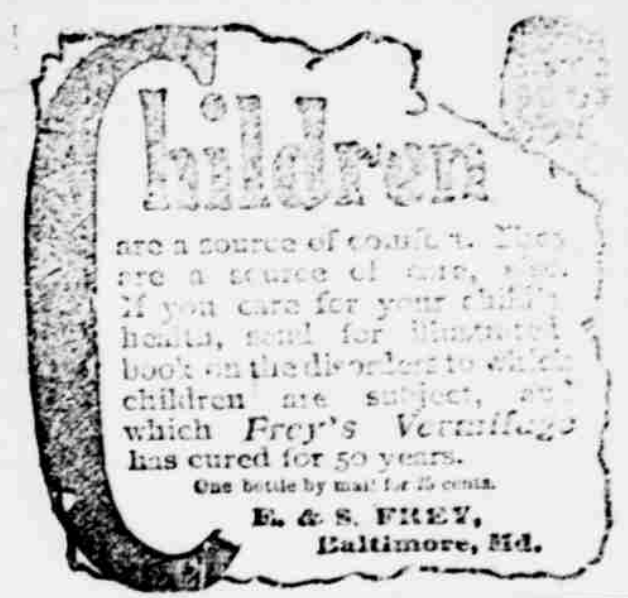 Children
are a source of comfort. They
are a source of care, too.
If you care for your child's
health, send for illustrated
book on the disorders to which
children are subject, and
which Frey's Vermifuge
has cured for 50 years.
One bottle by mail for 25 cents.
E. & S. FREY,
Baltimore, Md.